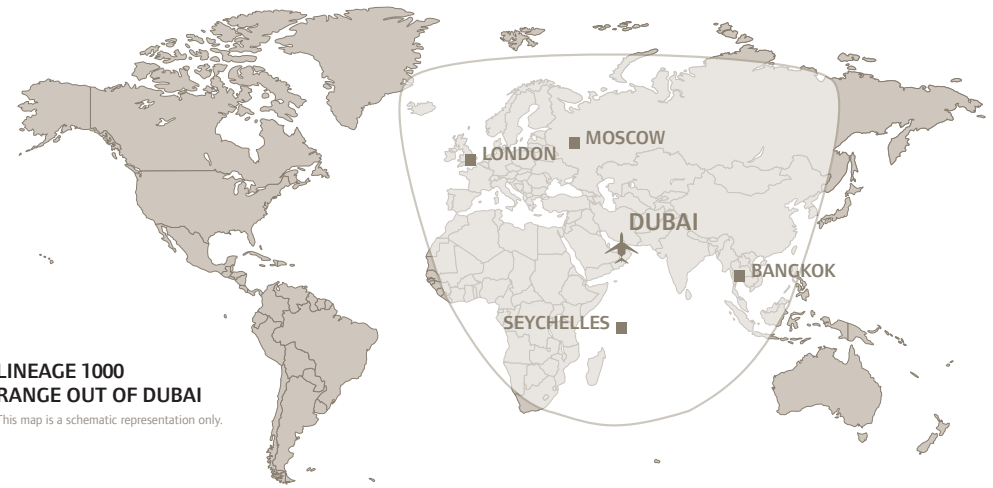 MOSCOW
LONDON
DUBAI
BANGKOK
SEYCHELLES
LINEAGE 1000
RANGE OUT OF DUBAI
This map is a schematic representation only.